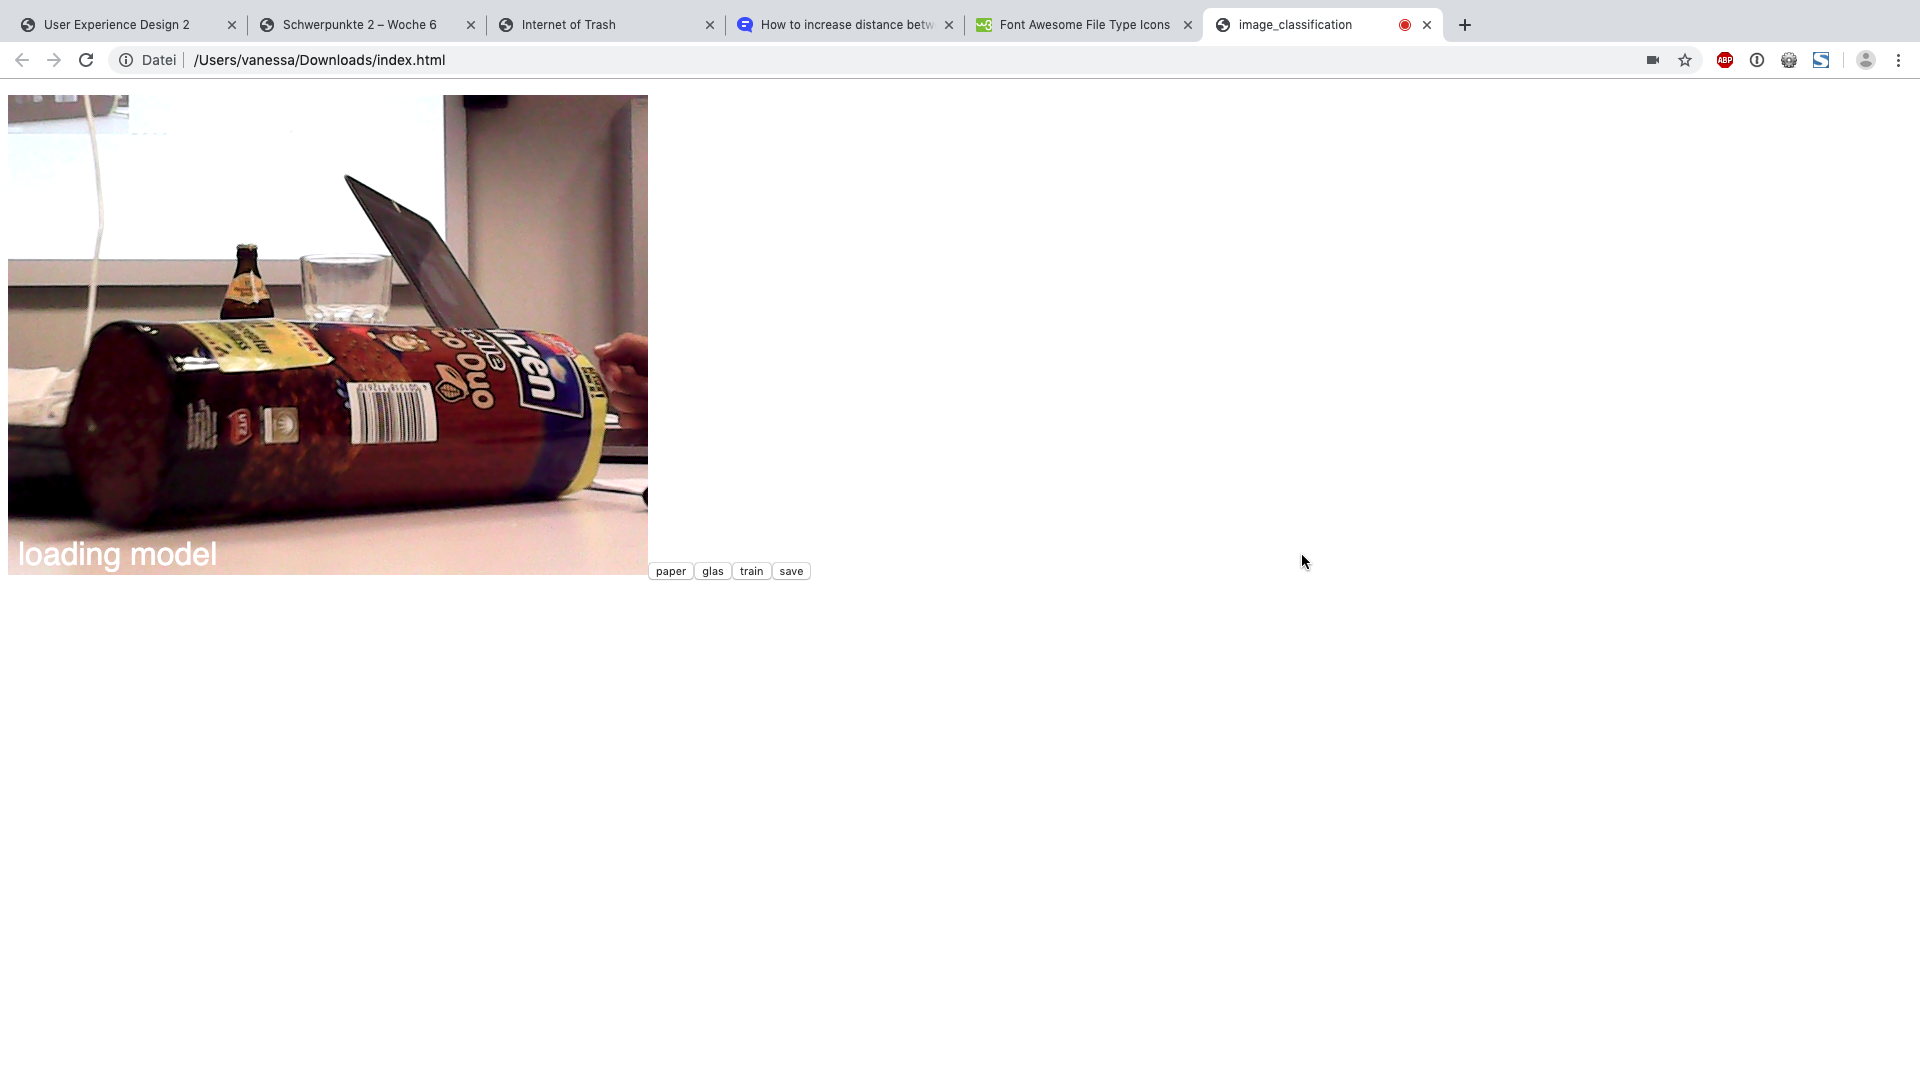 User Experience Design 2
Schwerpunkte 2 – Woche 6
Internet of Trash
How to increase distance betw
Font Awesome File Type Icons
image_classification
Datei
/Users/vanessa/Downloads/index.html
ABP
UTZ
Duo
loading model
paper
glas
train
save